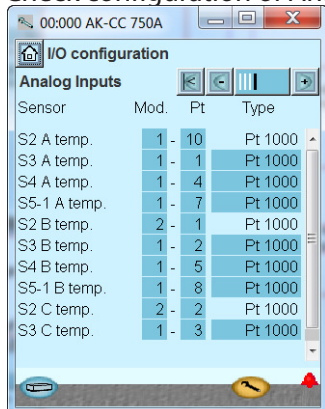 00:000 AK-CC 750A
I/O configuration
Analog Inputs
Sensor Mod. Pt Type
S2 A temp. 1 - 10 Pt 1000
S3 A temp. 1 - 1 Pt 1000
S4 A temp. 1 - 4 Pt 1000
S5-1 A temp. 1 - 7 Pt 1000
S2 B temp. 2 - 1 Pt 1000
S3 B temp. 1 - 2 Pt 1000
S4 B temp. 1 - 5 Pt 1000
S5-1 B temp. 1 - 8 Pt 1000
S2 C temp. 2 - 2 Pt 1000
S3 C temp. 1 - 3 Pt 1000